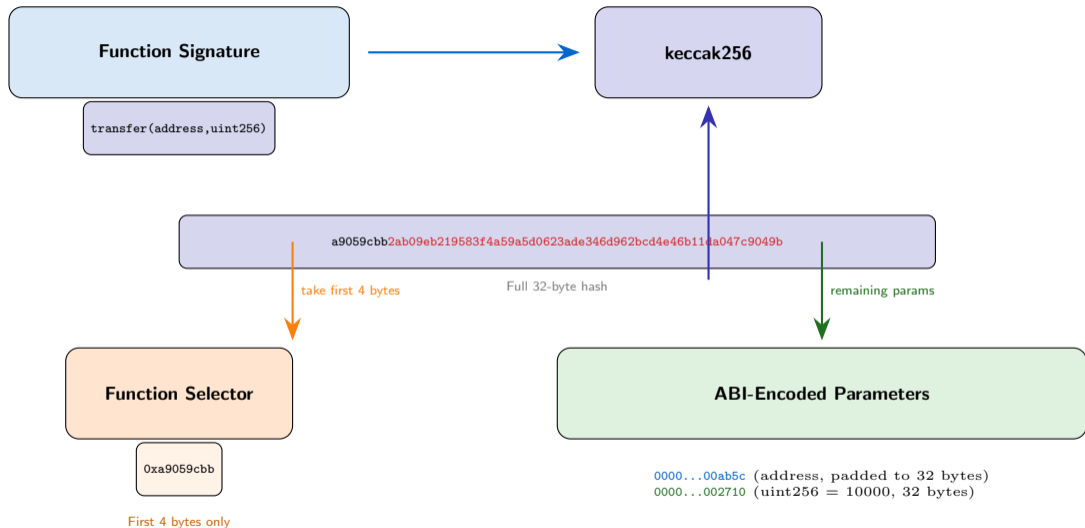 Function Signature
keccak256
transfer(address,uint256)
a9059cbb2ab09eb219583f4a59a5d0623ade346d962bcd4e46b11da047c9049b
Full 32-byte hash
take first 4 bytes
remaining params
Function Selector
ABI-Encoded Parameters
0xa9059cbb
0000...00ab5c (address, padded to 32 bytes)
0000...002710 (uint256 = 10000, 32 bytes)
First 4 bytes only